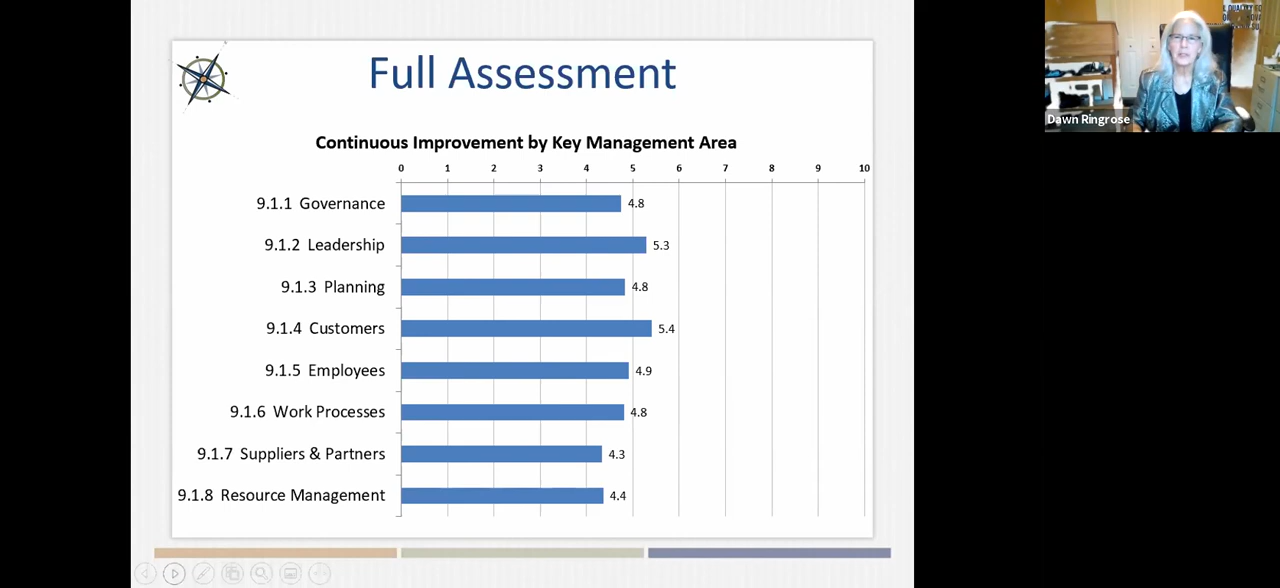 Full Assessment
Continuous Improvement by Key Management Area
0 1 2 3 4 5 6 7 8 9 10
9.1.1 Governance 4.8
9.1.2 Leadership 5.3
9.1.3 Planning 4.8
9.1.4 Customers 5.4
9.1.5 Employees 4.9
9.1.6 Work Processes 4.8
9.1.7 Suppliers & Partners 4.3
9.1.8 Resource Management 4.4
Dawn Ringrose